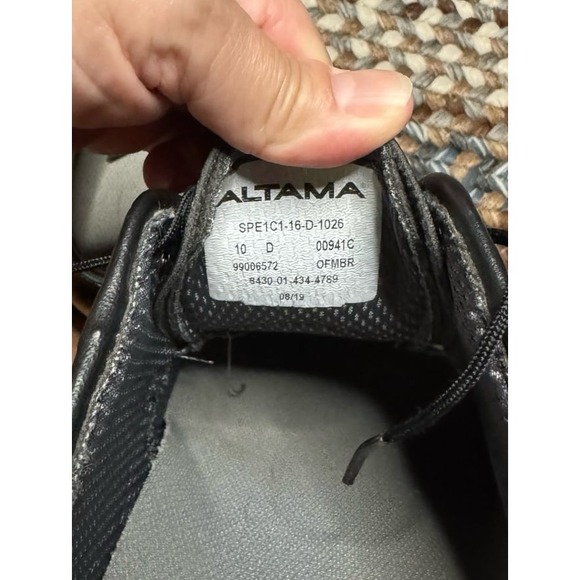 ALTAMA®
SPE1C1-16-D-1026
10 D 00941C
99006572 OFMBR
8430-01-434-4769
08/19